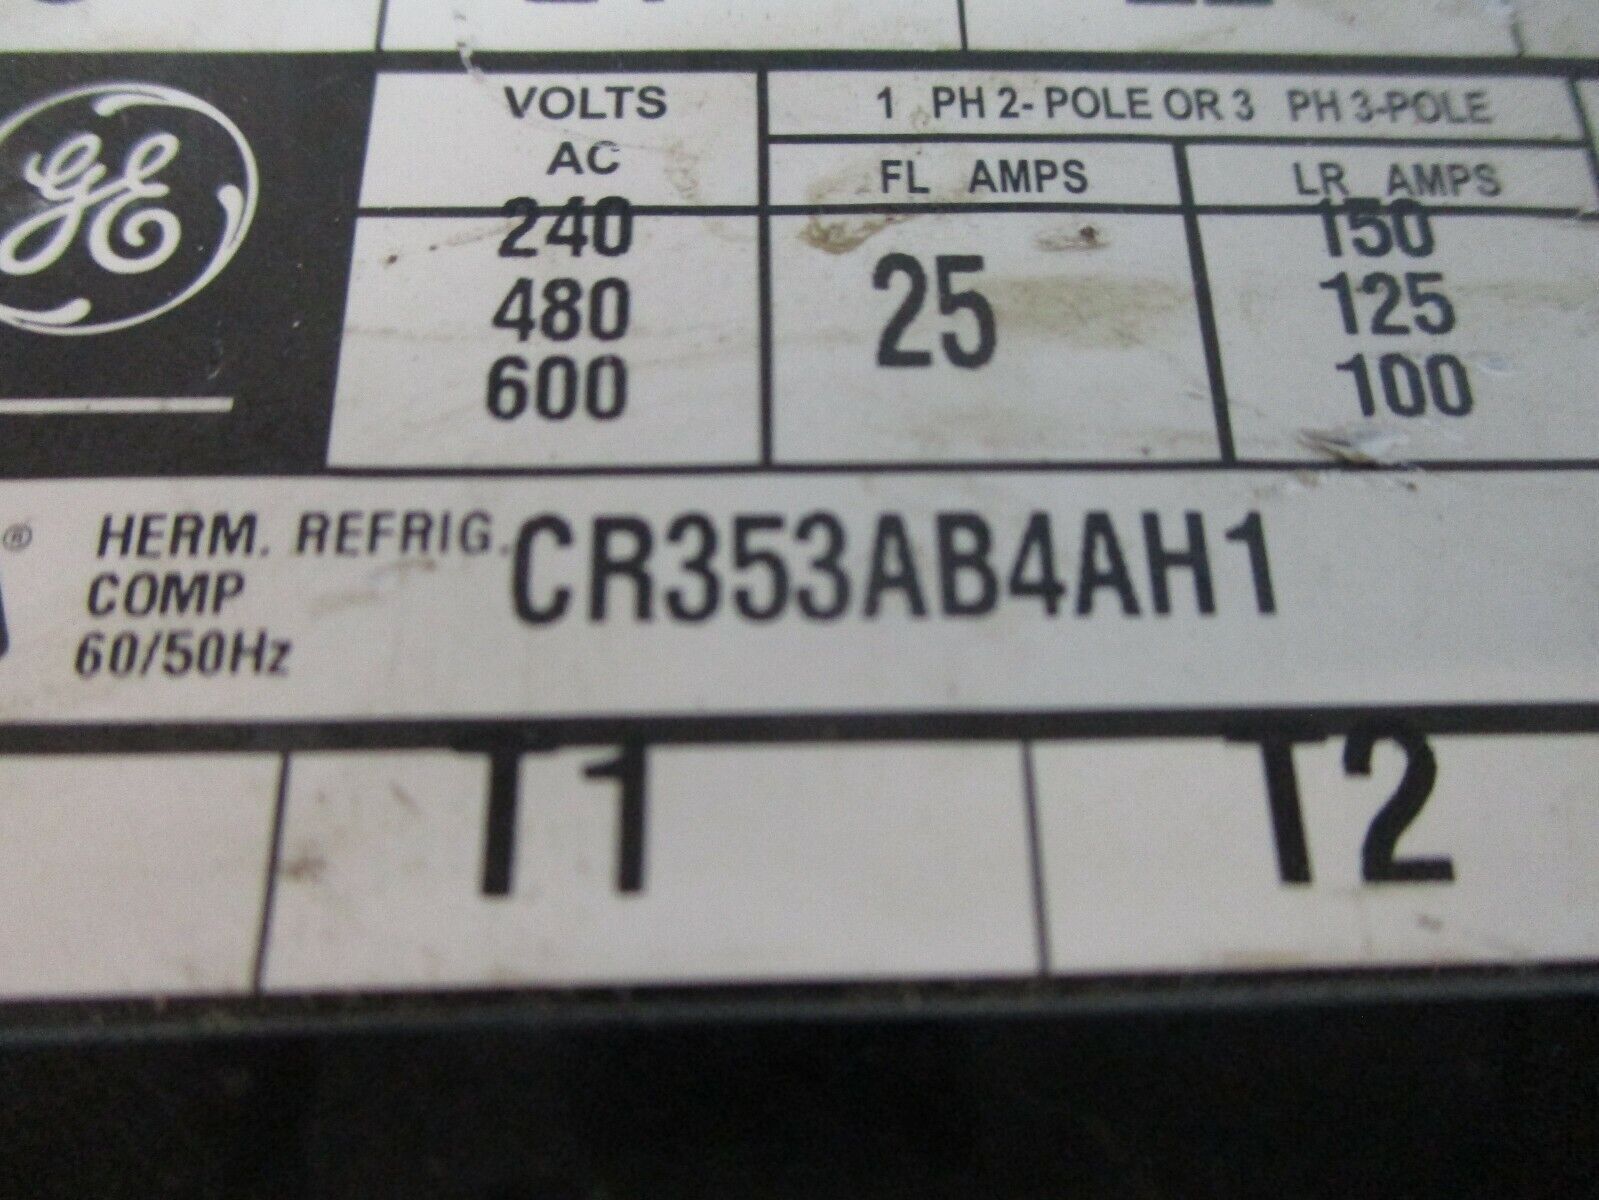 GE
VOLTS
AC
1 PH 2- POLE OR 3 PH 3-POLE
FL AMPS
LR AMPS
240
150
480
25
125
600
100
® HERM. REFRIG. CR353AB4AH1
COMP
60/50Hz
T1
T2